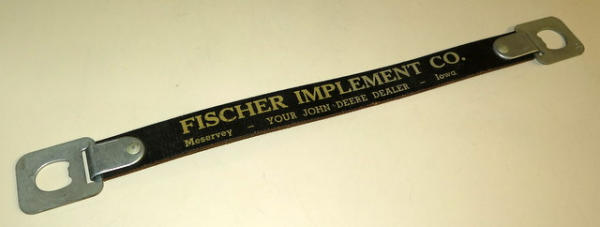 FISCHER IMPLEMENT CO.
Meservey – YOUR JOHN DEERE DEALER – Iowa